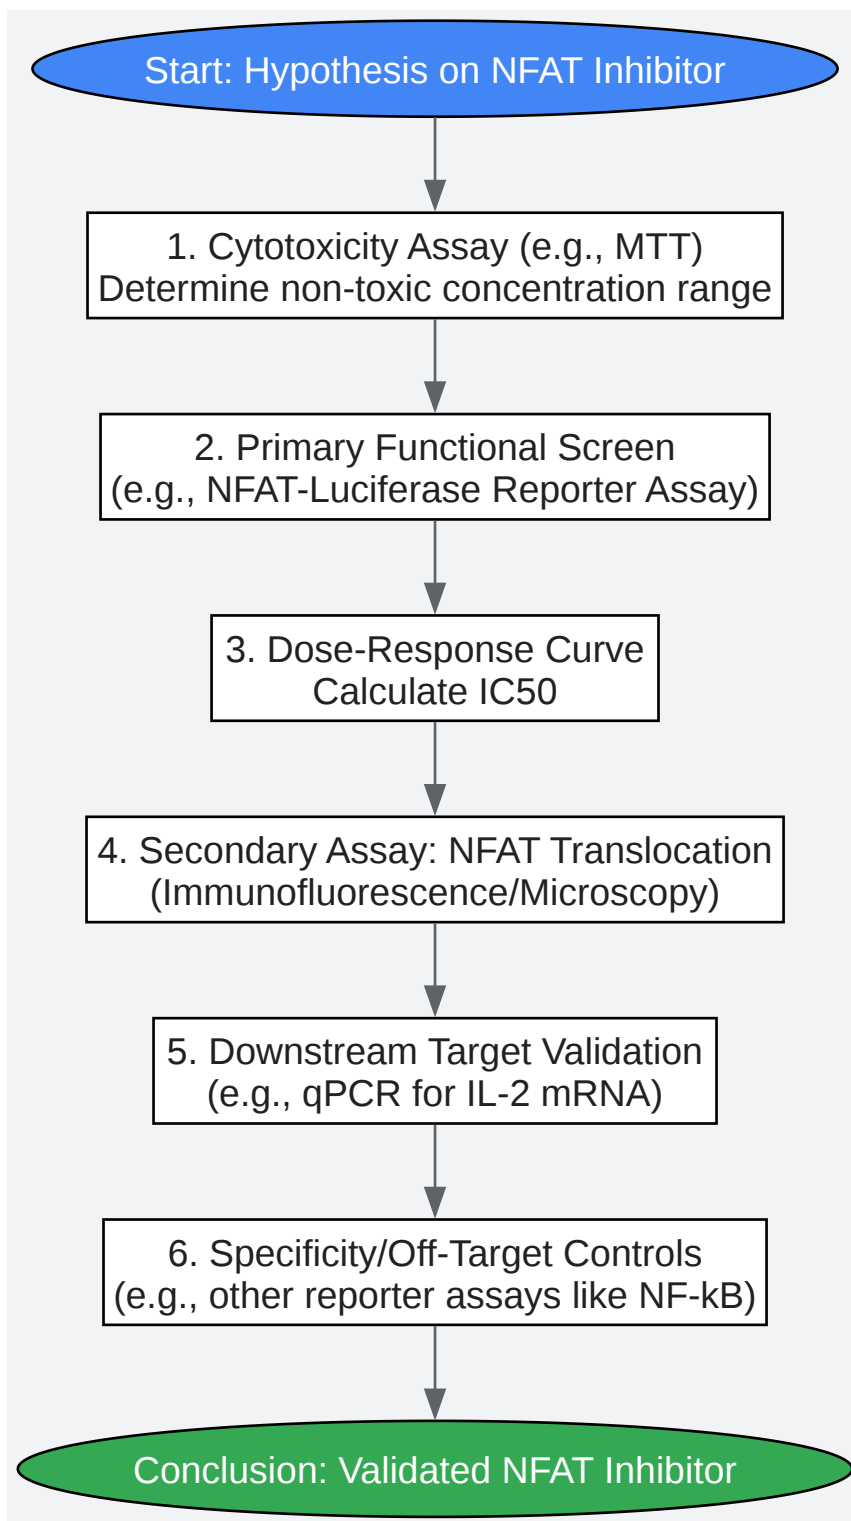 Start: Hypothesis on NFAT Inhibitor
1. Cytotoxicity Assay (e.g., MTT)
Determine non-toxic concentration range
2. Primary Functional Screen
(e.g., NFAT-Luciferase Reporter Assay)
3. Dose-Response Curve
Calculate IC50
4. Secondary Assay: NFAT Translocation
(Immunofluorescence/Microscopy)
5. Downstream Target Validation
(e.g., qPCR for IL-2 mRNA)
6. Specificity/Off-Target Controls
(e.g., other reporter assays like NF-kB)
Conclusion: Validated NFAT Inhibitor